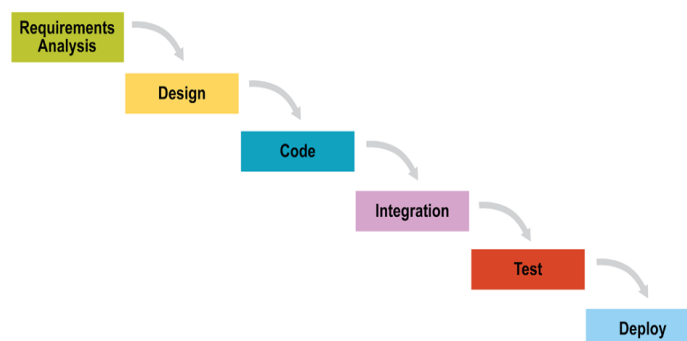 Requirements
Analysis
Design
Code
Integration
Test
Deploy